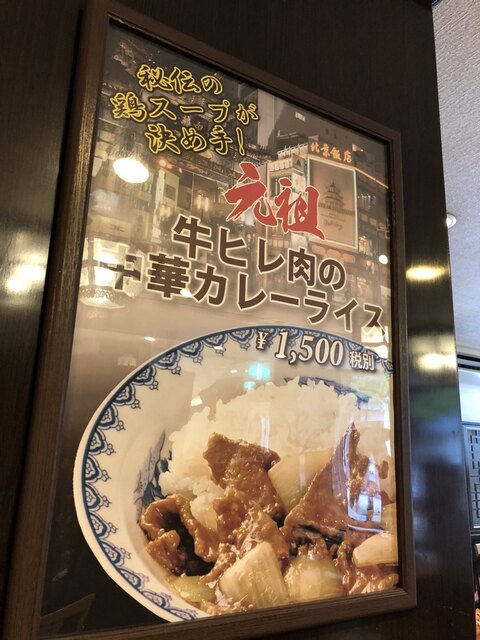 秘伝の
鶏スープが
決め手!
北京飯店
元祖
牛ヒレ肉の
中華カレーライス
¥1,500 税別